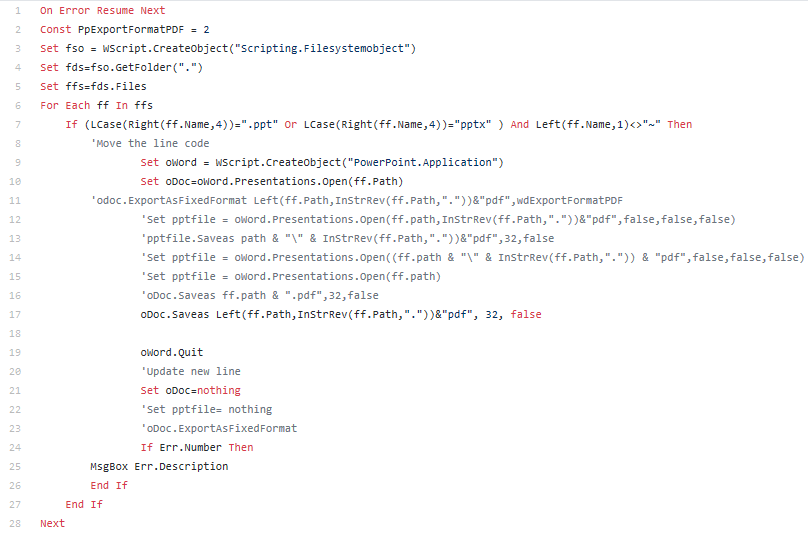 1 On Error Resume Next
2 Const PpExportFormatPDF = 2
3 Set fso = WScript.CreateObject("Scripting.Filesystemobject")
4 Set fds=fso.GetFolder(".")
5 Set ffs=fds.Files
6 For Each ff In ffs
7 If (LCase(Right(ff.Name,4))=".ppt" Or LCase(Right(ff.Name,4))="pptx" ) And Left(ff.Name,1)<>"~" Then
8 'Move the line code
9 Set oWord = WScript.CreateObject("PowerPoint.Application")
10 Set oDoc=oWord.Presentations.Open(ff.Path)
11 'odoc.ExportAsFixedFormat Left(ff.Path,InStrRev(ff.Path,"."))&"pdf",wdExportFormatPDF
12 'Set pptfile = oWord.Presentations.Open(ff.path,InStrRev(ff.Path,"."))&"pdf",false,false,false)
13 'pptfile.Saveas path & "\" & InStrRev(ff.Path,"."))&"pdf",32,false
14 'Set pptfile = oWord.Presentations.Open((ff.path & "\" & InStrRev(ff.Path,".")) & "pdf",false,false,false)
15 'Set pptfile = oWord.Presentations.Open(ff.path)
16 'oDoc.Saveas ff.path & ".pdf",32,false
17 oDoc.Saveas Left(ff.Path,InStrRev(ff.Path,"."))&"pdf", 32, false
18
19 oWord.Quit
20 'Update new line
21 Set oDoc=nothing
22 'Set pptfile= nothing
23 'oDoc.ExportAsFixedFormat
24 If Err.Number Then
25 MsgBox Err.Description
26 End If
27 End If
28 Next